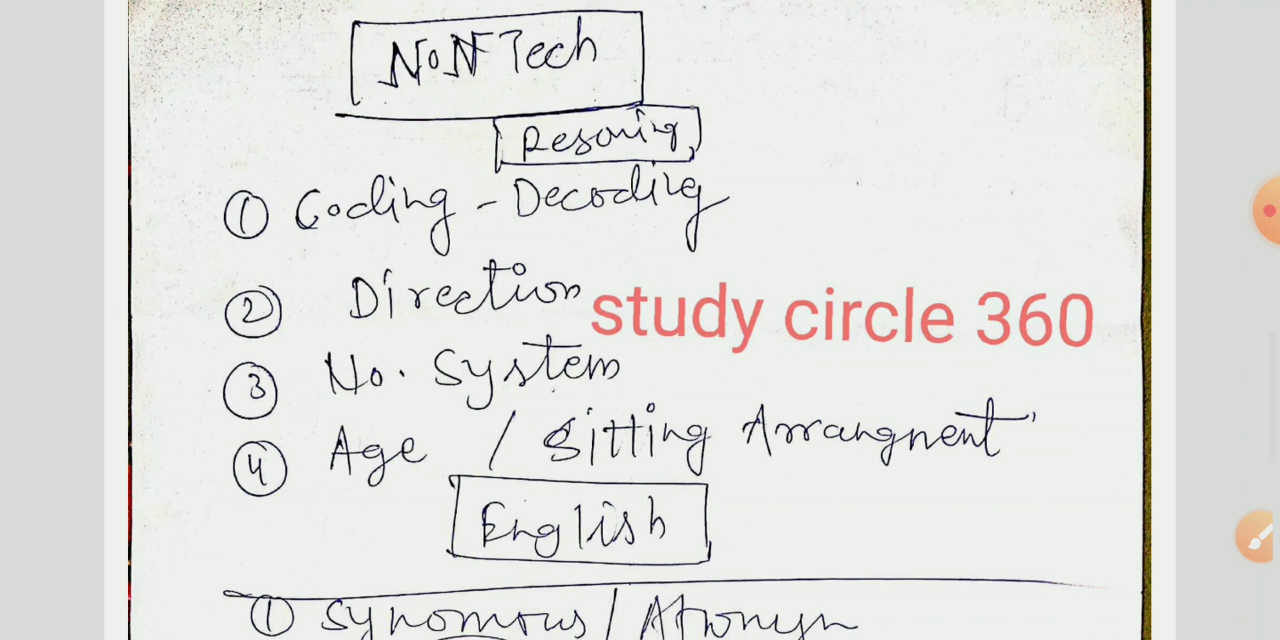 NoN Tech
Resoning
① Coding - Decoding
② Direction
study circle 360
③ No. System
④ Age / Sitting Arrangnent
English
① Synomous / Atronyn